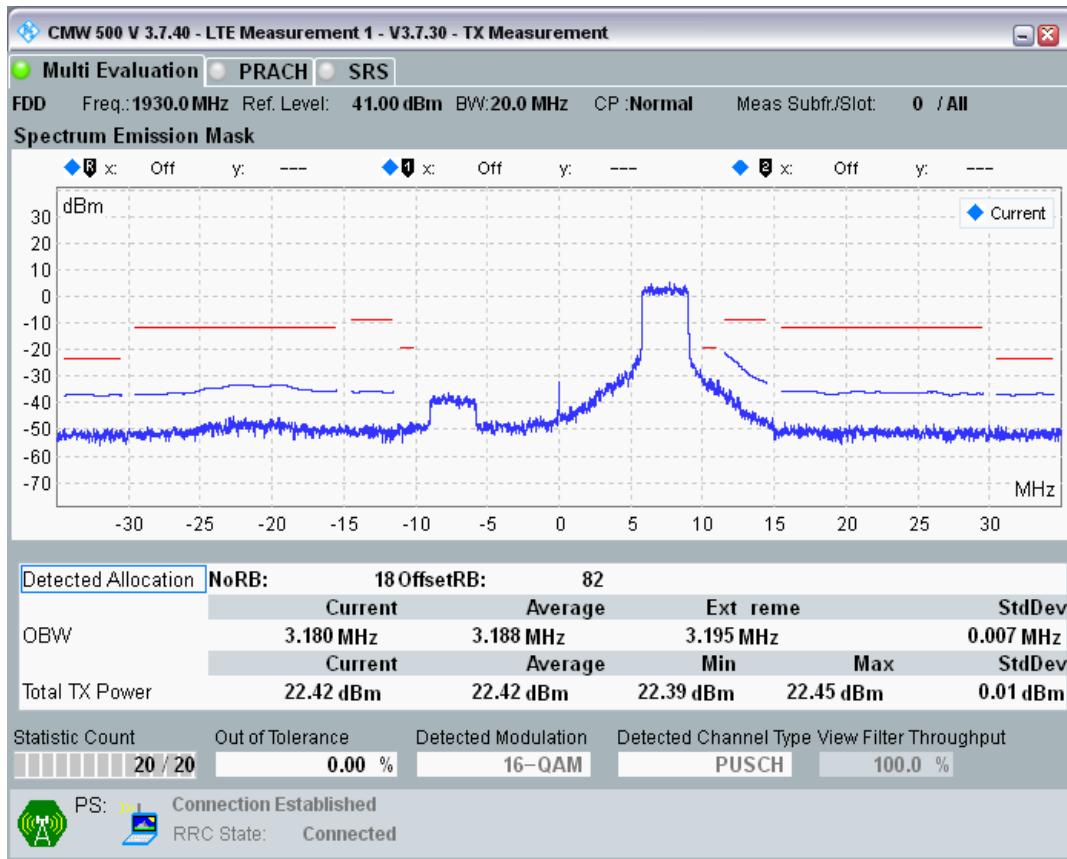 CMW 500 V 3.7.40 - LTE Measurement 1 - V3.7.30 - TX Measurement
Multi Evaluation PRACH SRS
FDD Freq.: 1930.0 MHz Ref. Level: 41.00 dBm BW: 20.0 MHz CP : Normal Meas Subfr./Slot: 0 / All
Spectrum Emission Mask
R x: Off y: --- 1 x: Off y: --- 2 x: Off y: ---
dBm
Current
30
20
10
0
-10
-20
-30
-40
-50
-60
-70
MHz
-30 -25 -20 -15 -10 -5 0 5 10 15 20 25 30
Detected Allocation NoRB: 18 OffsetRB: 82
Current Average Ext reme StdDev
OBW 3.180 MHz 3.188 MHz 3.195 MHz 0.007 MHz
Current Average Min Max StdDev
Total TX Power 22.42 dBm 22.42 dBm 22.39 dBm 22.45 dBm 0.01 dBm
Statistic Count Out of Tolerance Detected Modulation Detected Channel Type View Filter Throughput
20 / 20 0.00 % 16-QAM PUSCH 100.0 %
PS: Connection Established
RRC State: Connected